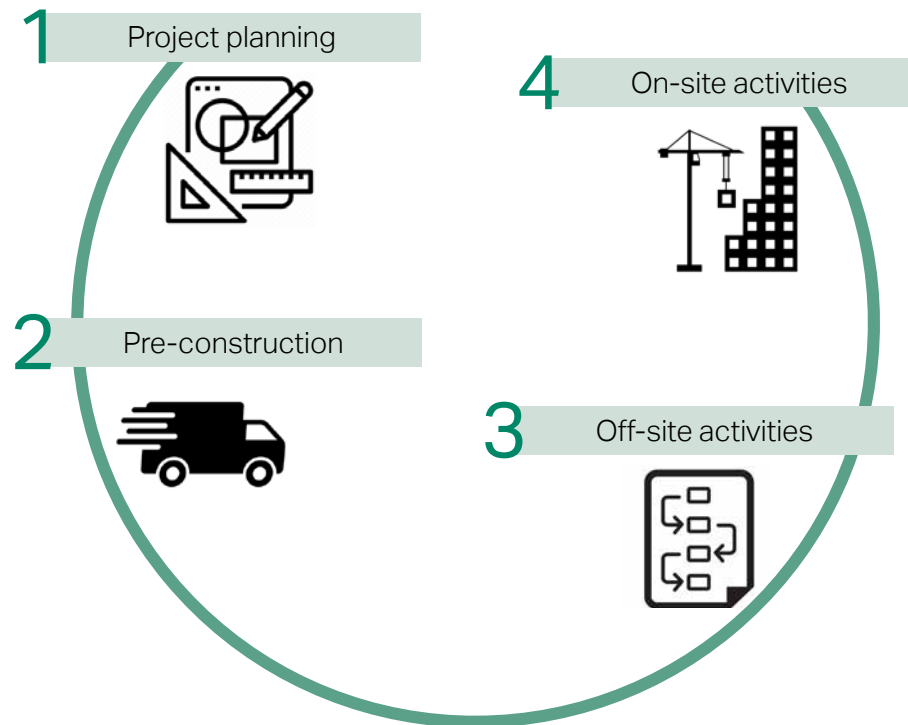 1 Project planning
2 Pre-construction
3 Off-site activities
4 On-site activities